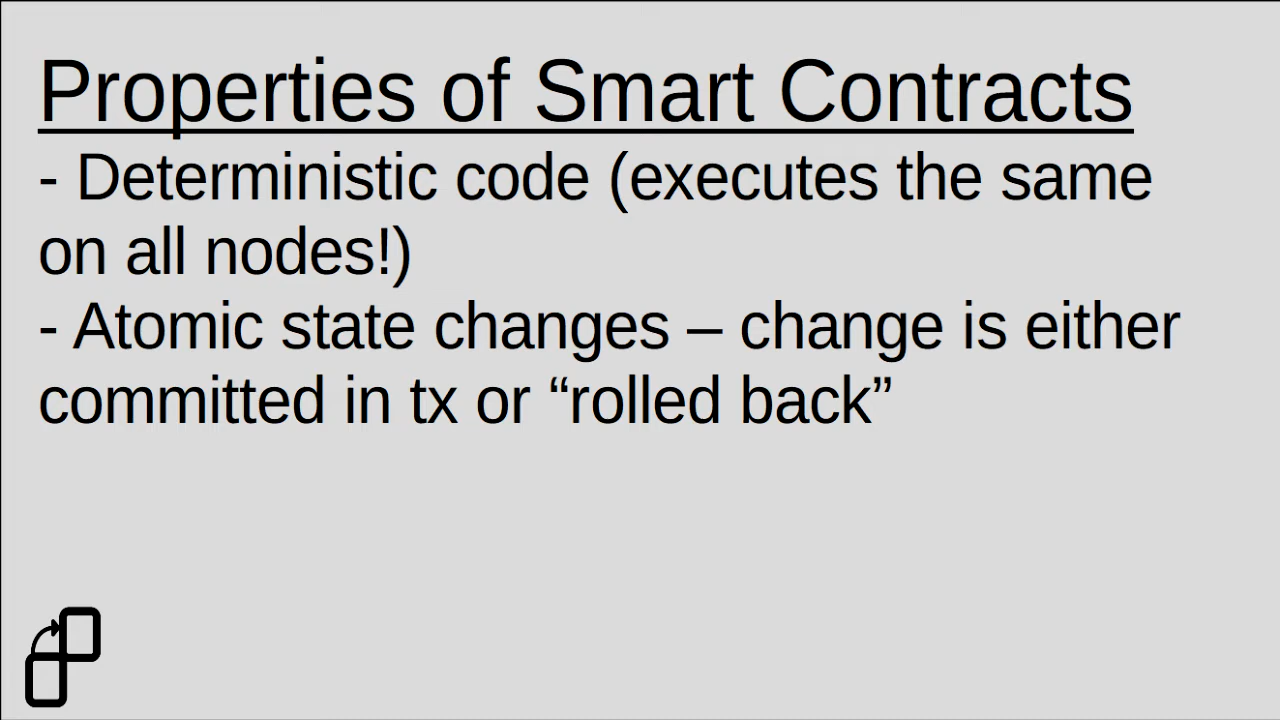 Properties of Smart Contracts
- Deterministic code (executes the same
on all nodes!)
- Atomic state changes – change is either
committed in tx or “rolled back”